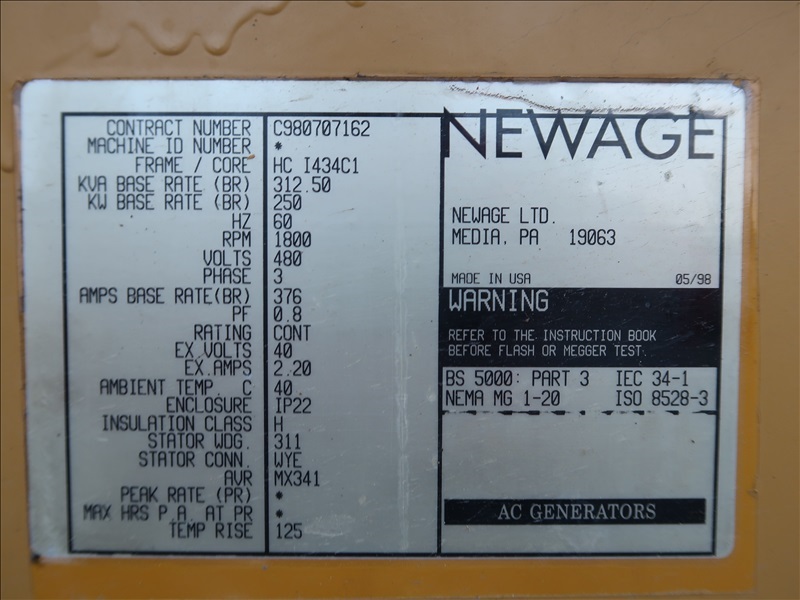 CONTRACT NUMBER C980707162
MACHINE ID NUMBER *
FRAME / CORE HC I434C1
KVA BASE RATE (BR) 312.50
KW BASE RATE (BR) 250
HZ 60
RPM 1800
VOLTS 480
PHASE 3
AMPS BASE RATE(BR) 376
PF 0.8
RATING CONT
EX VOLTS 40
EX AMPS 2.20
AMBIENT TEMP. C 40
ENCLOSURE IP22
INSULATION CLASS H
STATOR WDG. 311
STATOR CONN. WYE
AVR MX341
PEAK RATE (PR) *
MAX HRS P.A. AT PR *
TEMP RISE 125
NEWAGE
NEWAGE LTD.
MEDIA, PA 19063
MADE IN USA 05/98
WARNING
REFER TO THE INSTRUCTION BOOK
BEFORE FLASH OR MEGGER TEST.
BS 5000: PART 3 IEC 34-1
NEMA MG 1-20 ISO 8528-3
AC GENERATORS